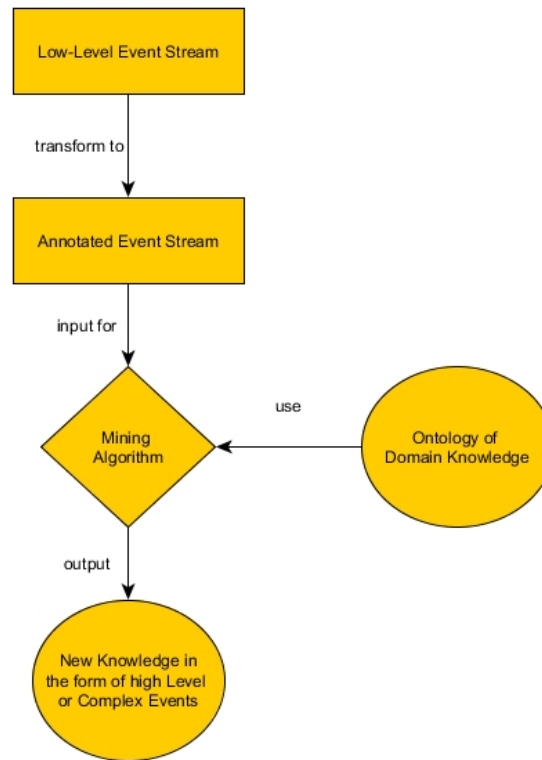 Low-Level Event Stream
transform to
Annotated Event Stream
input for
Mining
Algorithm
use
Ontology of
Domain Knowledge
output
New Knowledge in
the form of high Level
or Complex Events